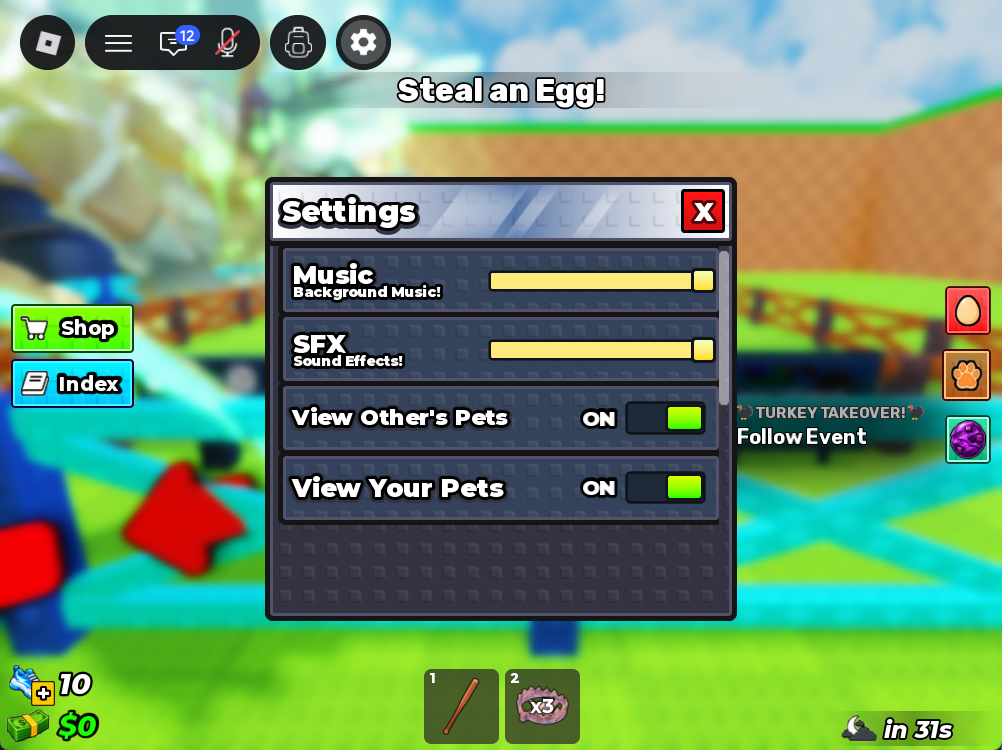 12
Steal an Egg!
Settings
X
Music
Background Music!
SFX
Sound Effects!
View Other's Pets
ON
View Your Pets
ON
Shop
Index
TURKEY TAKEOVER!
Follow Event
10
$0
1
2
x3
in 31s